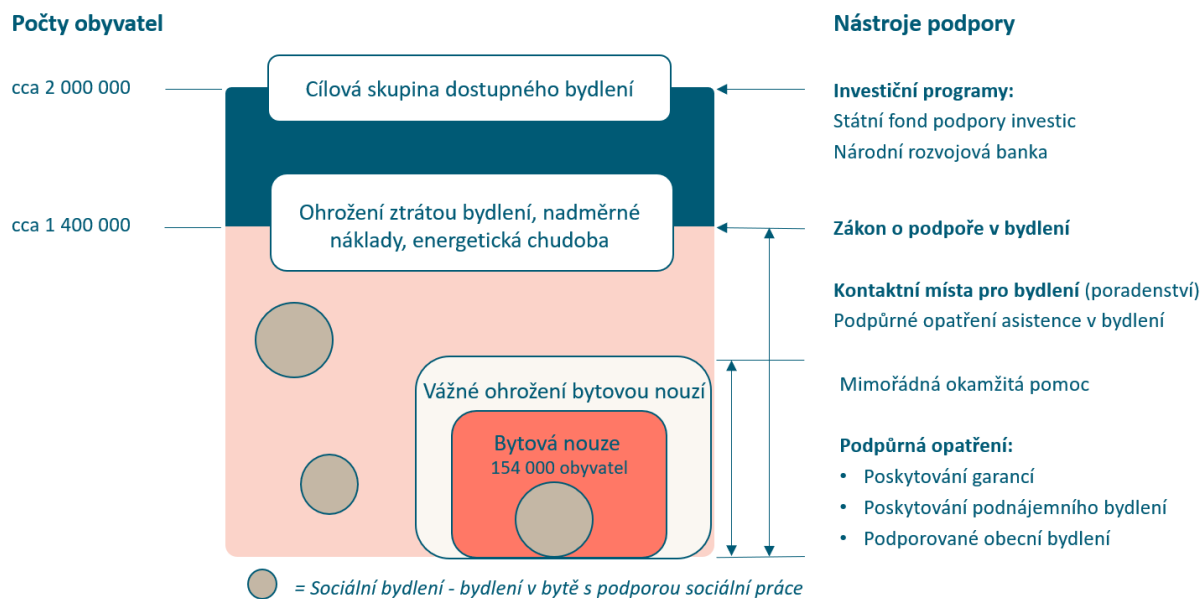 Počty obyvatel
cca 2 000 000
cca 1 400 000
Cílová skupina dostupného bydlení
Ohrožení ztrátou bydlení, nadměrné
náklady, energetická chudoba
Vážné ohrožení bytovou nouzí
Bytová nouze
154 000 obyvatel
Nástroje podpory
Investiční programy:
Státní fond podpory investic
Národní rozvojová banka
Zákon o podpoře v bydlení
Kontaktní místa pro bydlení (poradenství)
Podpůrné opatření asistence v bydlení
Mimořádná okamžitá pomoc
Podpůrná opatření:
• Poskytování garancí
• Poskytování podnájemního bydlení
• Podporované obecní bydlení
= Sociální bydlení - bydlení v bytě s podporou sociální práce